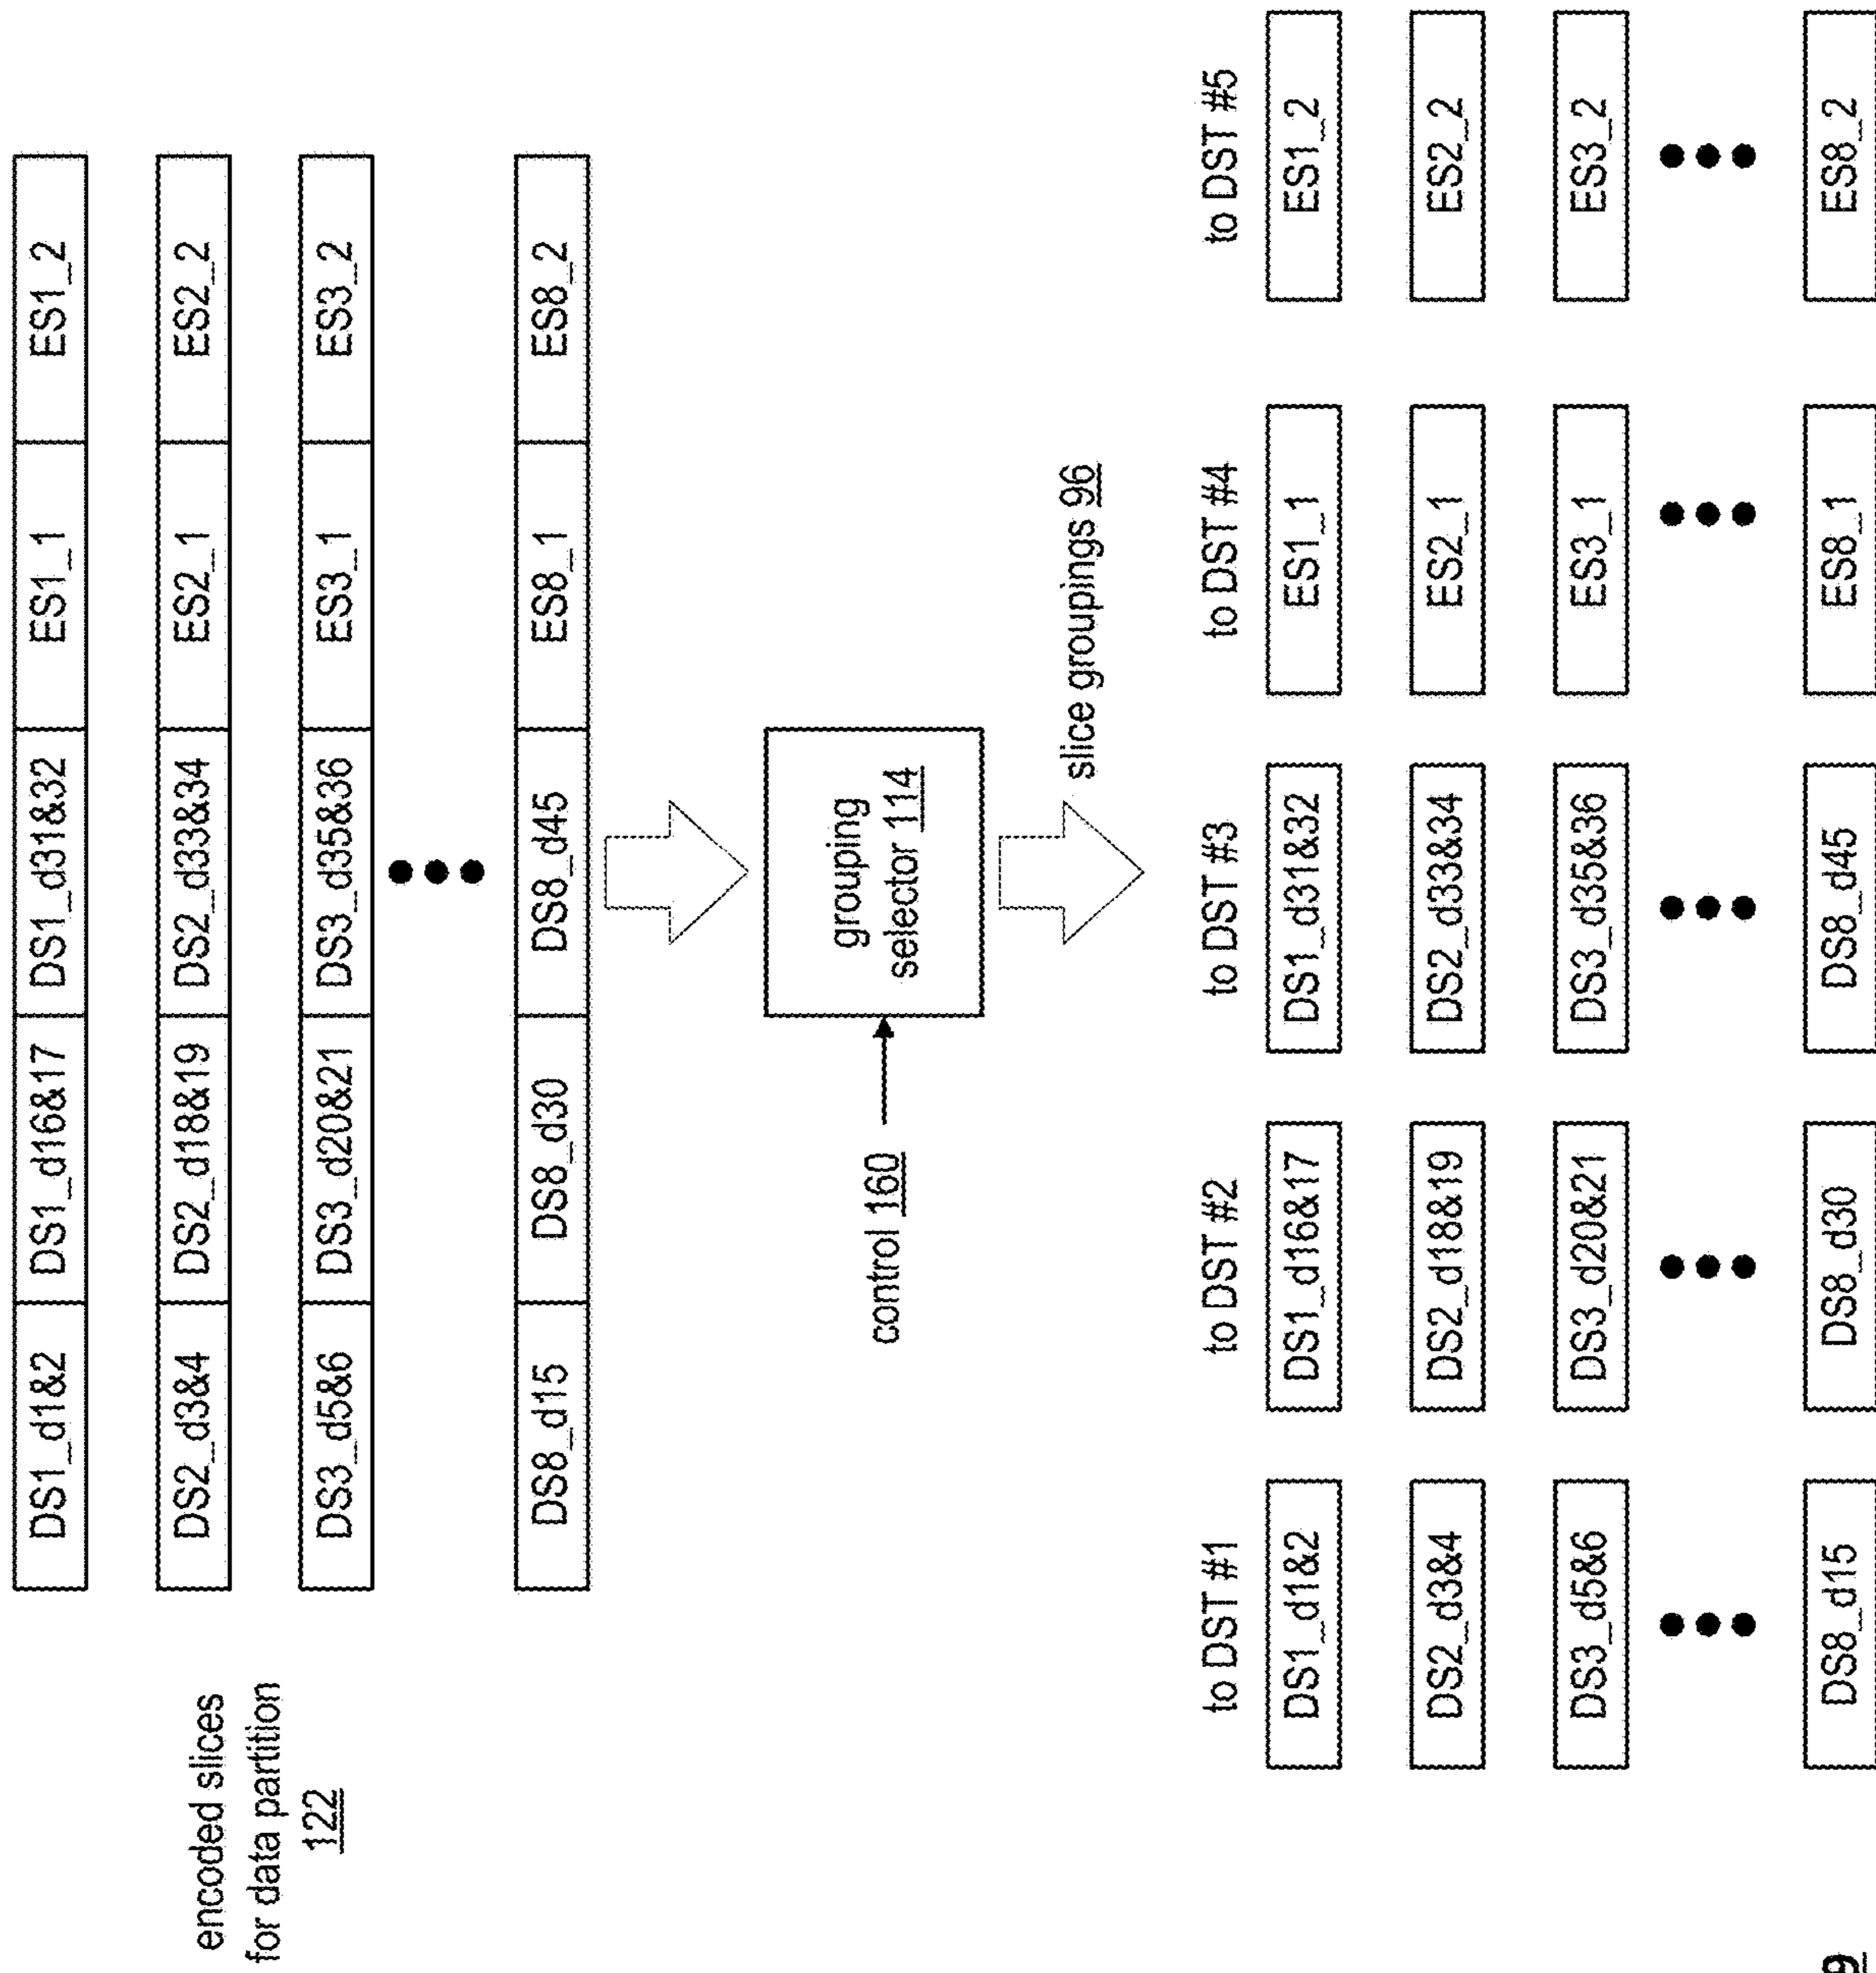 encoded slices
for data partition
122
DS1_d1&2 DS1_d16&17 DS1_d31&32 ES1_1 ES1_2
DS2_d3&4 DS2_d18&19 DS2_d33&34 ES2_1 ES2_2
DS3_d5&6 DS3_d20&21 DS3_d35&36 ES3_1 ES3_2
DS8_d15 DS8_d30 DS8_d45 ES8_1 ES8_2
control 160
grouping
selector 114
slice groupings 96
to DST #1 to DST #2 to DST #3 to DST #4 to DST #5
DS1_d1&2 DS1_d16&17 DS1_d31&32 ES1_1 ES1_2
DS2_d3&4 DS2_d18&19 DS2_d33&34 ES2_1 ES2_2
DS3_d5&6 DS3_d20&21 DS3_d35&36 ES3_1 ES3_2
DS8_d15 DS8_d30 DS8_d45 ES8_1 ES8_2